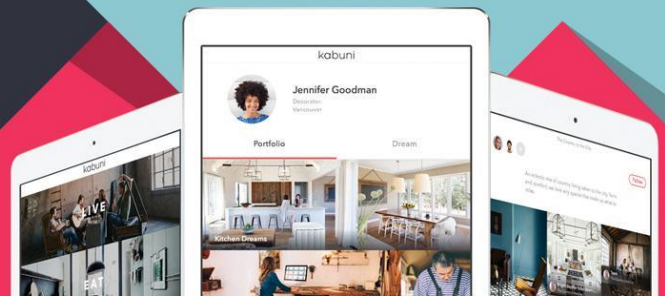 kabuni
Jennifer Goodman
Decorator
Vancouver
Portfolio
Dream
Kitchen Dreams
kabuni
LIVE
EAT
Follow